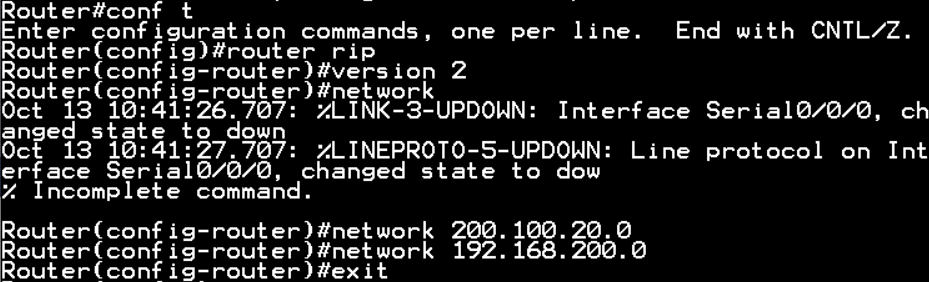 Router#conf t
Enter configuration commands, one per line.  End with CNTL/Z.
Router(config)#router rip
Router(config-router)#version 2
Router(config-router)#network
Oct 13 10:41:26.707: %LINK-3-UPDOWN: Interface Serial0/0/0, ch
anged state to down
Oct 13 10:41:27.707: %LINEPROTO-5-UPDOWN: Line protocol on Int
erface Serial0/0/0, changed state to dow
% Incomplete command.
Router(config-router)#network 200.100.20.0
Router(config-router)#network 192.168.200.0
Router(config-router)#exit